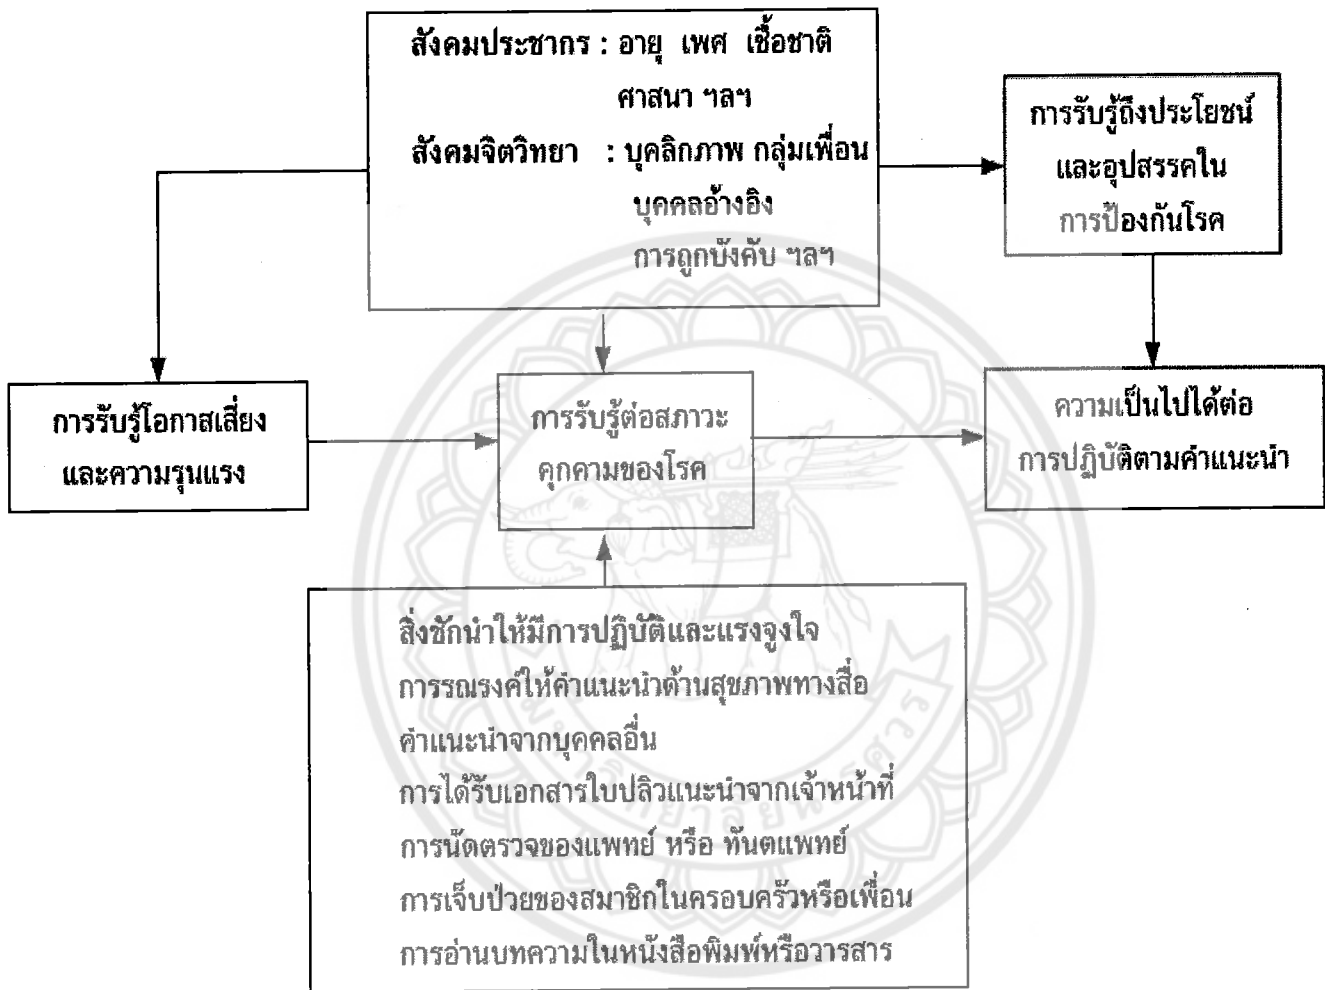 สังคมประชากร : อายุ เพศ เชื้อชาติ
ศาสนา ฯลฯ
สังคมจิตวิทยา : บุคลิกภาพ กลุ่มเพื่อน
บุคคลอ้างอิง
การถูกบังคับ ฯลฯ
การรับรู้ถึงประโยชน์
และอุปสรรคใน
การป้องกันโรค
การรับรู้โอกาสเสี่ยง
และความรุนแรง
การรับรู้ต่อสภาวะ
คุกคามของโรค
ความเป็นไปได้ต่อ
การปฏิบัติตามคำแนะนำ
สิ่งชักนำให้มีการปฏิบัติและแรงจูงใจ
การรณรงค์ให้คำแนะนำด้านสุขภาพทางสื่อ
คำแนะนำจากบุคคลอื่น
การได้รับเอกสารใบปลิวแนะนำจากเจ้าหน้าที่
การนัดตรวจของแพทย์ หรือ ทันตแพทย์
การเจ็บป่วยของสมาชิกในครอบครัวหรือเพื่อน
การอ่านบทความในหนังสือพิมพ์หรือวารสาร
มหาวิทยาลัยนเรศวร